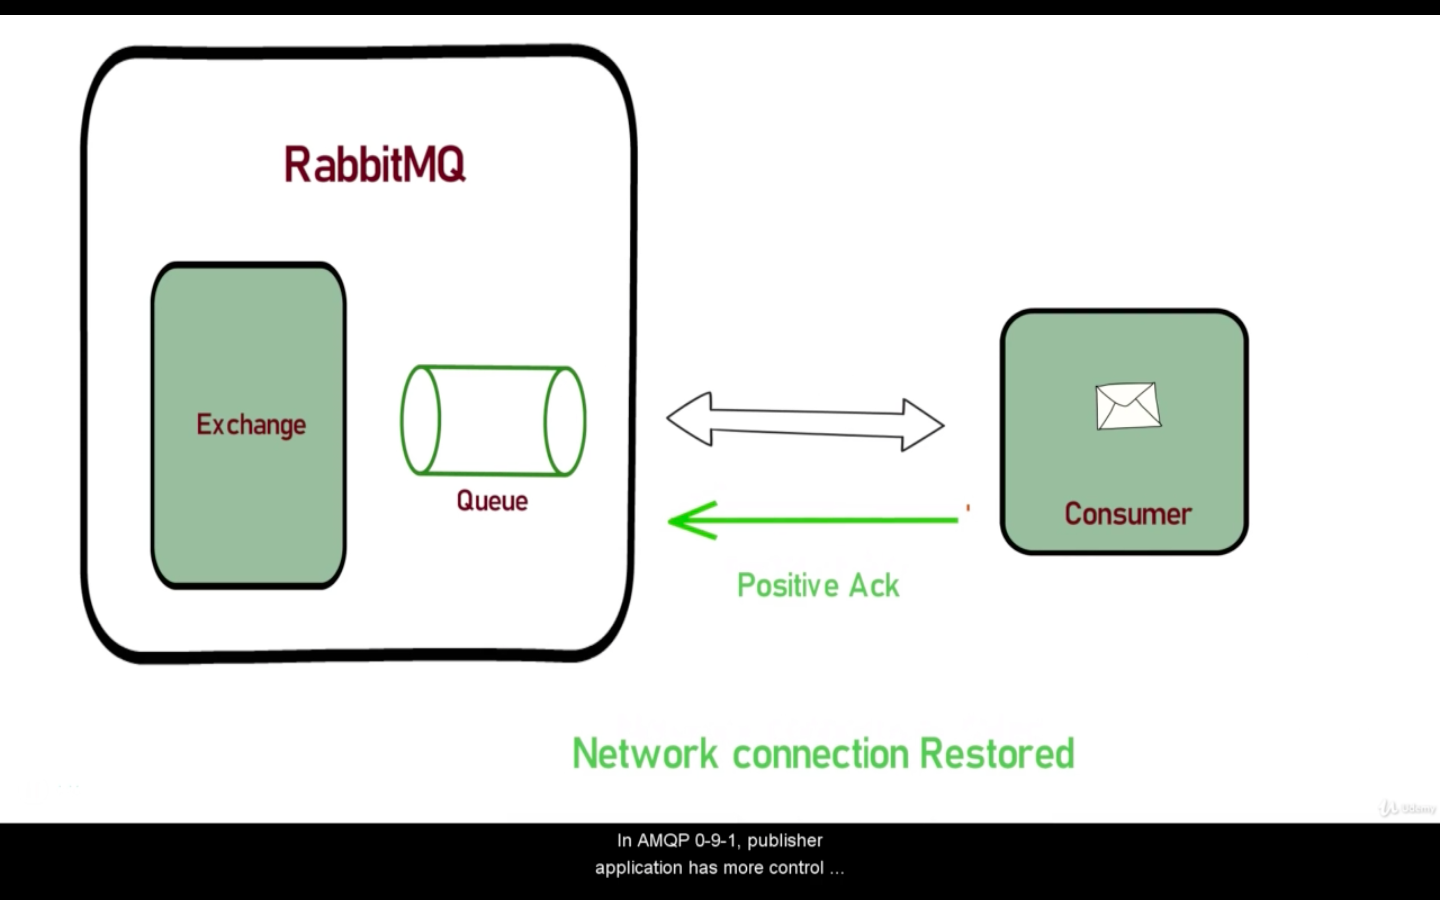 RabbitMQ
Exchange
Queue
Positive Ack
Consumer
Network connection Restored
Udemy
In AMQP 0-9-1, publisher
application has more control ...